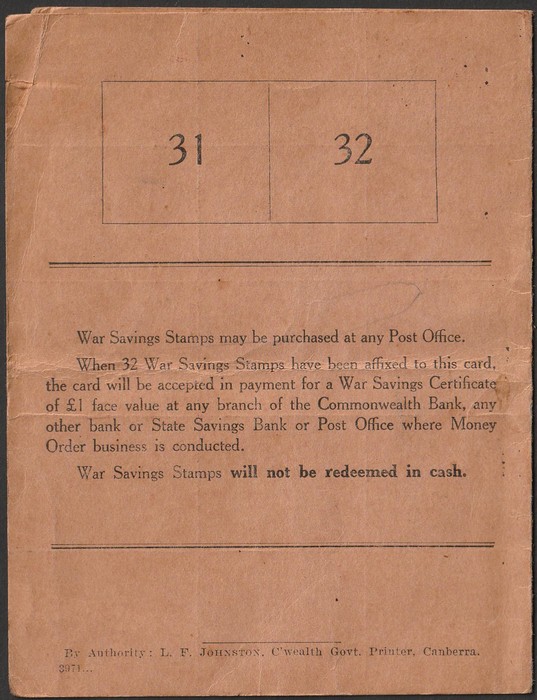 31 32
War Savings Stamps may be purchased at any Post Office.
When 32 War Savings Stamps have been affixed to this card,
the card will be accepted in payment for a War Savings Certificate
of £1 face value at any branch of the Commonwealth Bank, any
other bank or State Savings Bank or Post Office where Money
Order business is conducted.
War Savings Stamps will not be redeemed in cash.
By Authority: L. F. JOHNSTON, C'wealth Govt. Printer, Canberra.
3971...